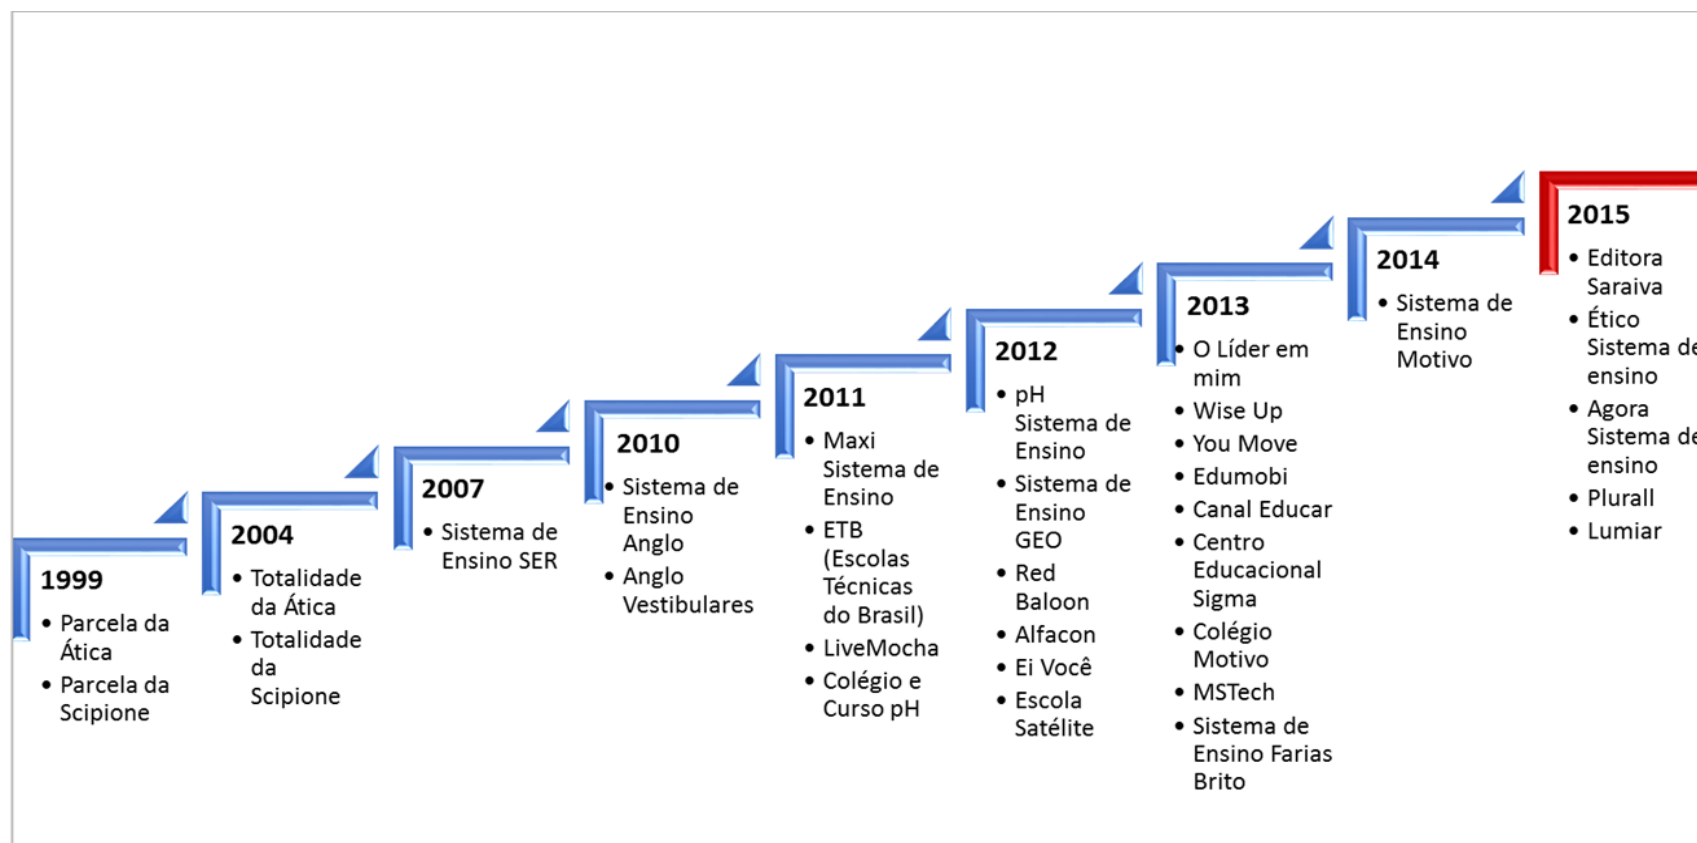 1999
• Parcela da
Ática
• Parcela da
Scipione
2004
• Totalidade
da Ática
• Totalidade
da
Scipione
2007
• Sistema de
Ensino SER
2010
• Sistema de
Ensino
Anglo
• Anglo
Vestibulares
2011
• Maxi
Sistema de
Ensino
• ETB
(Escolas
Técnicas
do Brasil)
• LiveMocha
• Colégio e
Curso pH
2012
• pH
Sistema de
Ensino
• Sistema de
Ensino
GEO
• Red
Baloon
• Alfacon
• Ei Você
• Escola
Satélite
2013
• O Líder em
mim
• Wise Up
• You Move
• Edumobi
• Canal Educar
• Centro
Educacional
Sigma
• Colégio
Motivo
• MSTech
• Sistema de
Ensino Farias
Brito
2014
• Sistema de
Ensino
Motivo
2015
• Editora
Saraiva
• Ético
Sistema de
ensino
• Agora
Sistema de
ensino
• Plurall
• Lumiar